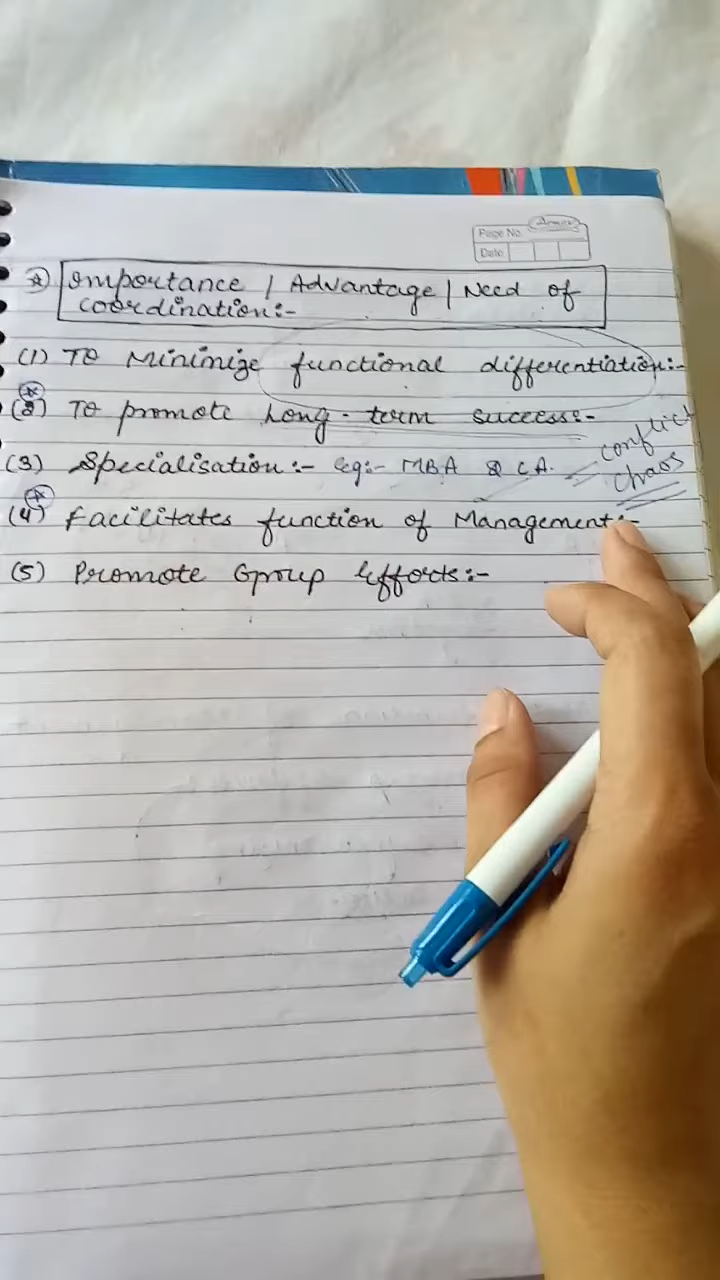 Page No.
Date
Importance / Advantage / Need of
coordination:-
(1) To Minimize functional differentiation:-
(2) To promote Long-term success:-
(3) Specialisation:- eg:- MBA & CA. = conflict
chaos
(4) Facilitates function of Management:-
(5) Promote Group Efforts:-